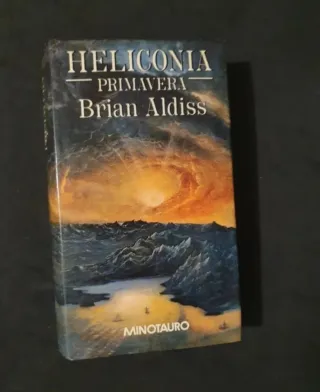 HELICONIA
PRIMAVERA
Brian Aldiss
MINOTAURO